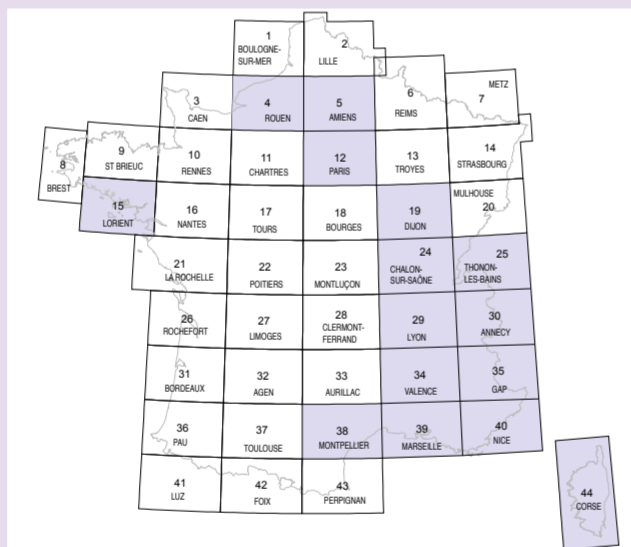 1
BOULOGNE-
SUR-MER
2
LILLE
3
CAEN
4
ROUEN
5
AMIENS
6
REIMS
METZ
7
8
BREST
9
ST BRIEUC
10
RENNES
11
CHARTRES
12
PARIS
13
TROYES
14
STRASBOURG
15
LORIENT
16
NANTES
17
TOURS
18
BOURGES
19
DIJON
MULHOUSE
20
21
LA ROCHELLE
22
POITIERS
23
MONTLUÇON
24
CHALON-
SUR-SAÔNE
25
THONON-
LES-BAINS
26
ROCHEFORT
27
LIMOGES
28
CLERMONT-
FERRAND
29
LYON
30
ANNECY
31
BORDEAUX
32
AGEN
33
AURILLAC
34
VALENCE
35
GAP
36
PAU
37
TOULOUSE
38
MONTPELLIER
39
MARSEILLE
40
NICE
41
LUZ
42
FOIX
43
PERPIGNAN
44
CORSE